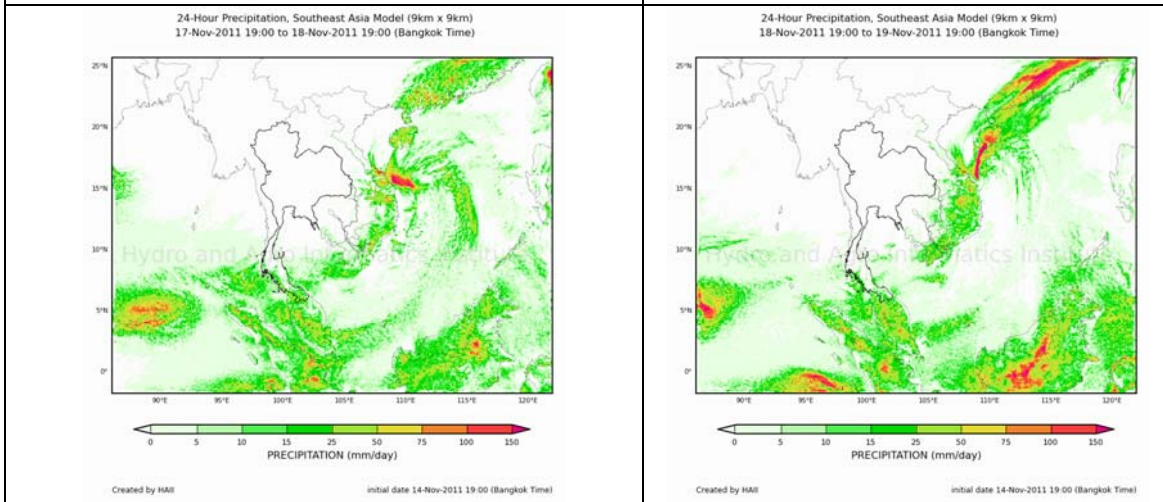 24-Hour Precipitation, Southeast Asia Model (9km x 9km)
17-Nov-2011 19:00 to 18-Nov-2011 19:00 (Bangkok Time)
25°N
20°N
15°N
10°N
5°N
0°
90°E 95°E 100°E 105°E 110°E 115°E 120°E
0 5 10 15 25 50 75 100 150
PRECIPITATION (mm/day)
Created by HAII initial date 14-Nov-2011 19:00 (Bangkok Time)
24-Hour Precipitation, Southeast Asia Model (9km x 9km)
18-Nov-2011 19:00 to 19-Nov-2011 19:00 (Bangkok Time)
25°N
20°N
15°N
10°N
5°N
0°
90°E 95°E 100°E 105°E 110°E 115°E 120°E
0 5 10 15 25 50 75 100 150
PRECIPITATION (mm/day)
Created by HAII initial date 14-Nov-2011 19:00 (Bangkok Time)